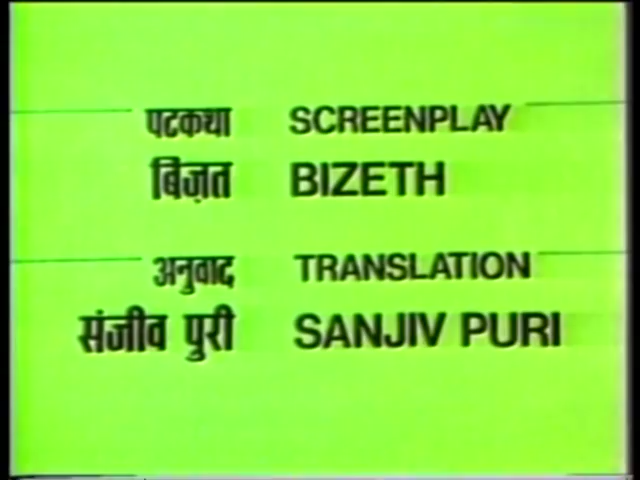 पटकथा SCREENPLAY
बिज़त BIZETH
अनुवाद TRANSLATION
संजीव पुरी SANJIV PURI